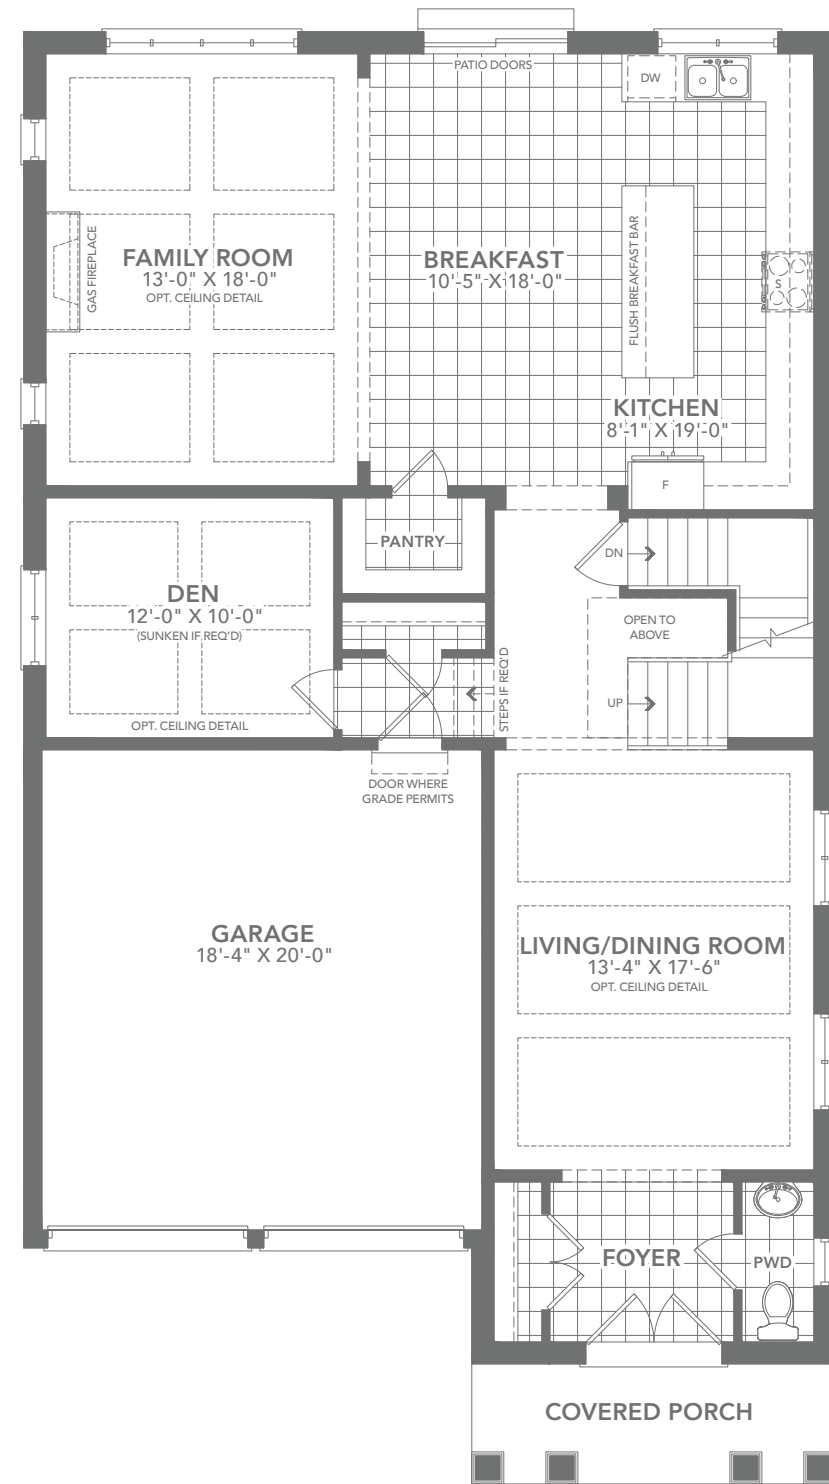 PATIO DOORS
DW
GAS FIREPLACE
FAMILY ROOM
13'-0" X 18'-0"
OPT. CEILING DETAIL
BREAKFAST
10'-5" X 18'-0"
FLUSH BREAKFAST BAR
S
KITCHEN
8'-1" X 19'-0"
F
PANTRY
DN
DEN
12'-0" X 10'-0"
(SUNKEN IF REQ'D)
OPT. CEILING DETAIL
OPEN TO
ABOVE
STEPS IF REQ'D
UP
DOOR WHERE
GRADE PERMITS
GARAGE
18'-4" X 20'-0"
LIVING/DINING ROOM
13'-4" X 17'-6"
OPT. CEILING DETAIL
FOYER
PWD
COVERED PORCH